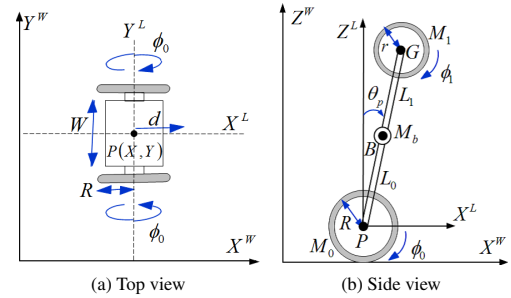 Y^W
Y^L
ϕ_0
W
d
X^L
P(X,Y)
R
ϕ_0
X^W
(a) Top view
Z^W
Z^L
M_1
r
G
ϕ_1
θ_p
L_1
B
M_b
L_0
R
P
X^L
M_0
ϕ_0
X^W
(b) Side view